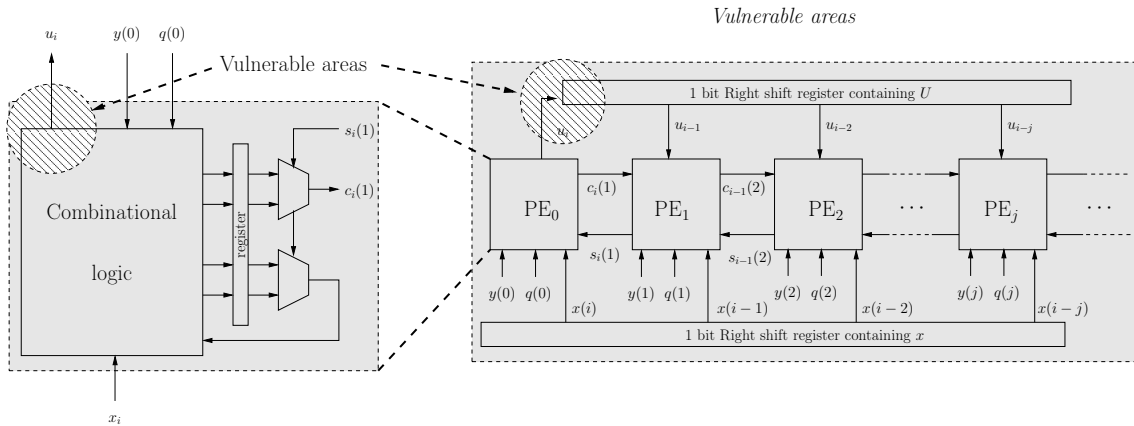 Vulnerable areas
u_i
y(0)
q(0)
Vulnerable areas
s_i(1)
c_i(1)
Combinational
logic
register
x_i
1 bit Right shift register containing U
u_i
u_{i−1}
u_{i−2}
u_{i−j}
PE_0
c_i(1)
s_i(1)
PE_1
c_{i−1}(2)
s_{i−1}(2)
PE_2
···
PE_j
···
y(0)
q(0)
y(1)
q(1)
y(2)
q(2)
y(j)
q(j)
x(i)
x(i − 1)
x(i − 2)
x(i − j)
1 bit Right shift register containing x